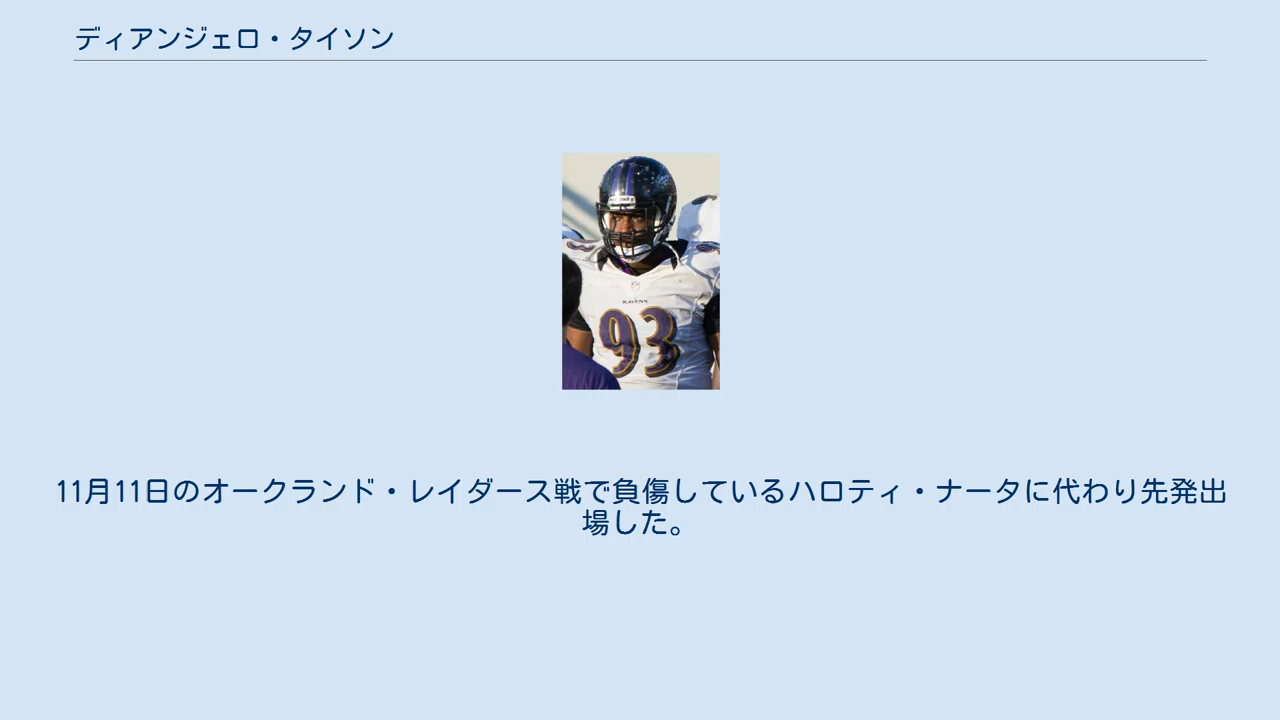 ディアンジェロ・タイソン
RAVENS
93
11月11日のオークランド・レイダース戦で負傷しているハロティ・ナータに代わり先発出
場した。